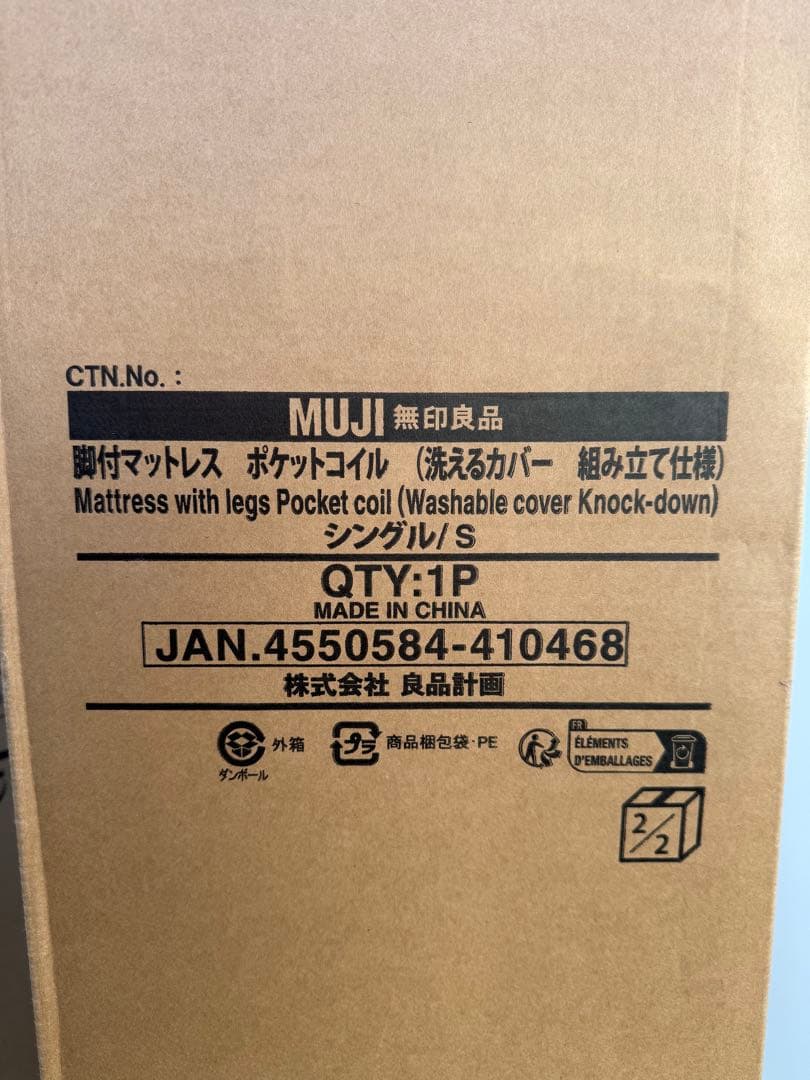 CTN.No. :
MUJI 無印良品
脚付マットレス ポケットコイル (洗えるカバー 組み立て仕様)
Mattress with legs Pocket coil (Washable cover Knock-down)
シングル/S
QTY:1P
MADE IN CHINA
JAN.4550584-410468
株式会社 良品計画
外箱
ダンボール
プラ
商品梱包袋・PE
FR
ÉLÉMENTS
D'EMBALLAGES
2/2